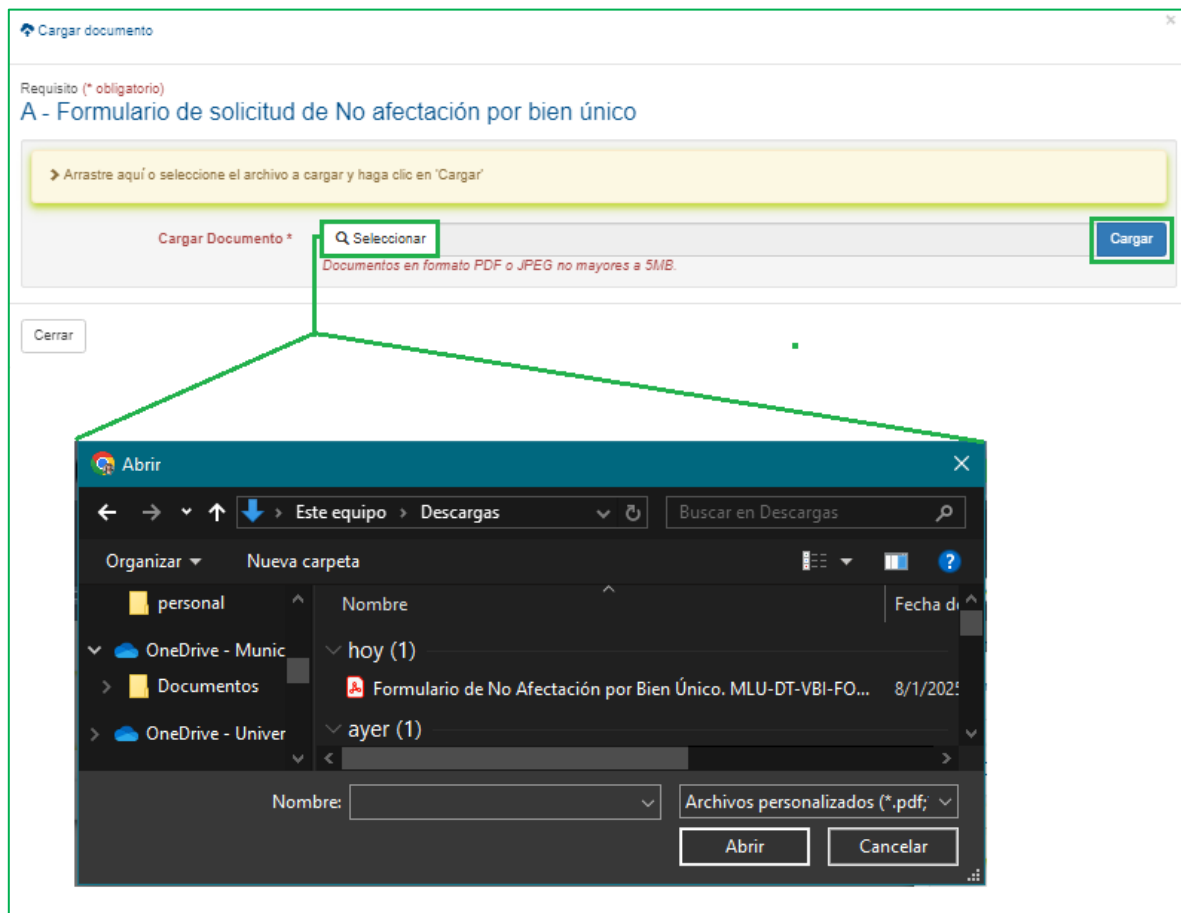 Cargar documento
×
Requisito (* obligatorio)
A - Formulario de solicitud de No afectación por bien único
Arrastre aquí o seleccione el archivo a cargar y haga clic en 'Cargar'
Cargar Documento * Seleccionar Cargar
Documentos en formato PDF o JPEG no mayores a 5MB.
Cerrar
Abrir
Este equipo > Descargas Buscar en Descargas
Organizar Nueva carpeta ?
personal Nombre Fecha de
OneDrive - Munic hoy (1)
Documentos Formulario de No Afectación por Bien Único. MLU-DT-VBI-FO... 8/1/2025
OneDrive - Univer ayer (1)
Nombre: Archivos personalizados (*.pdf;
Abrir Cancelar